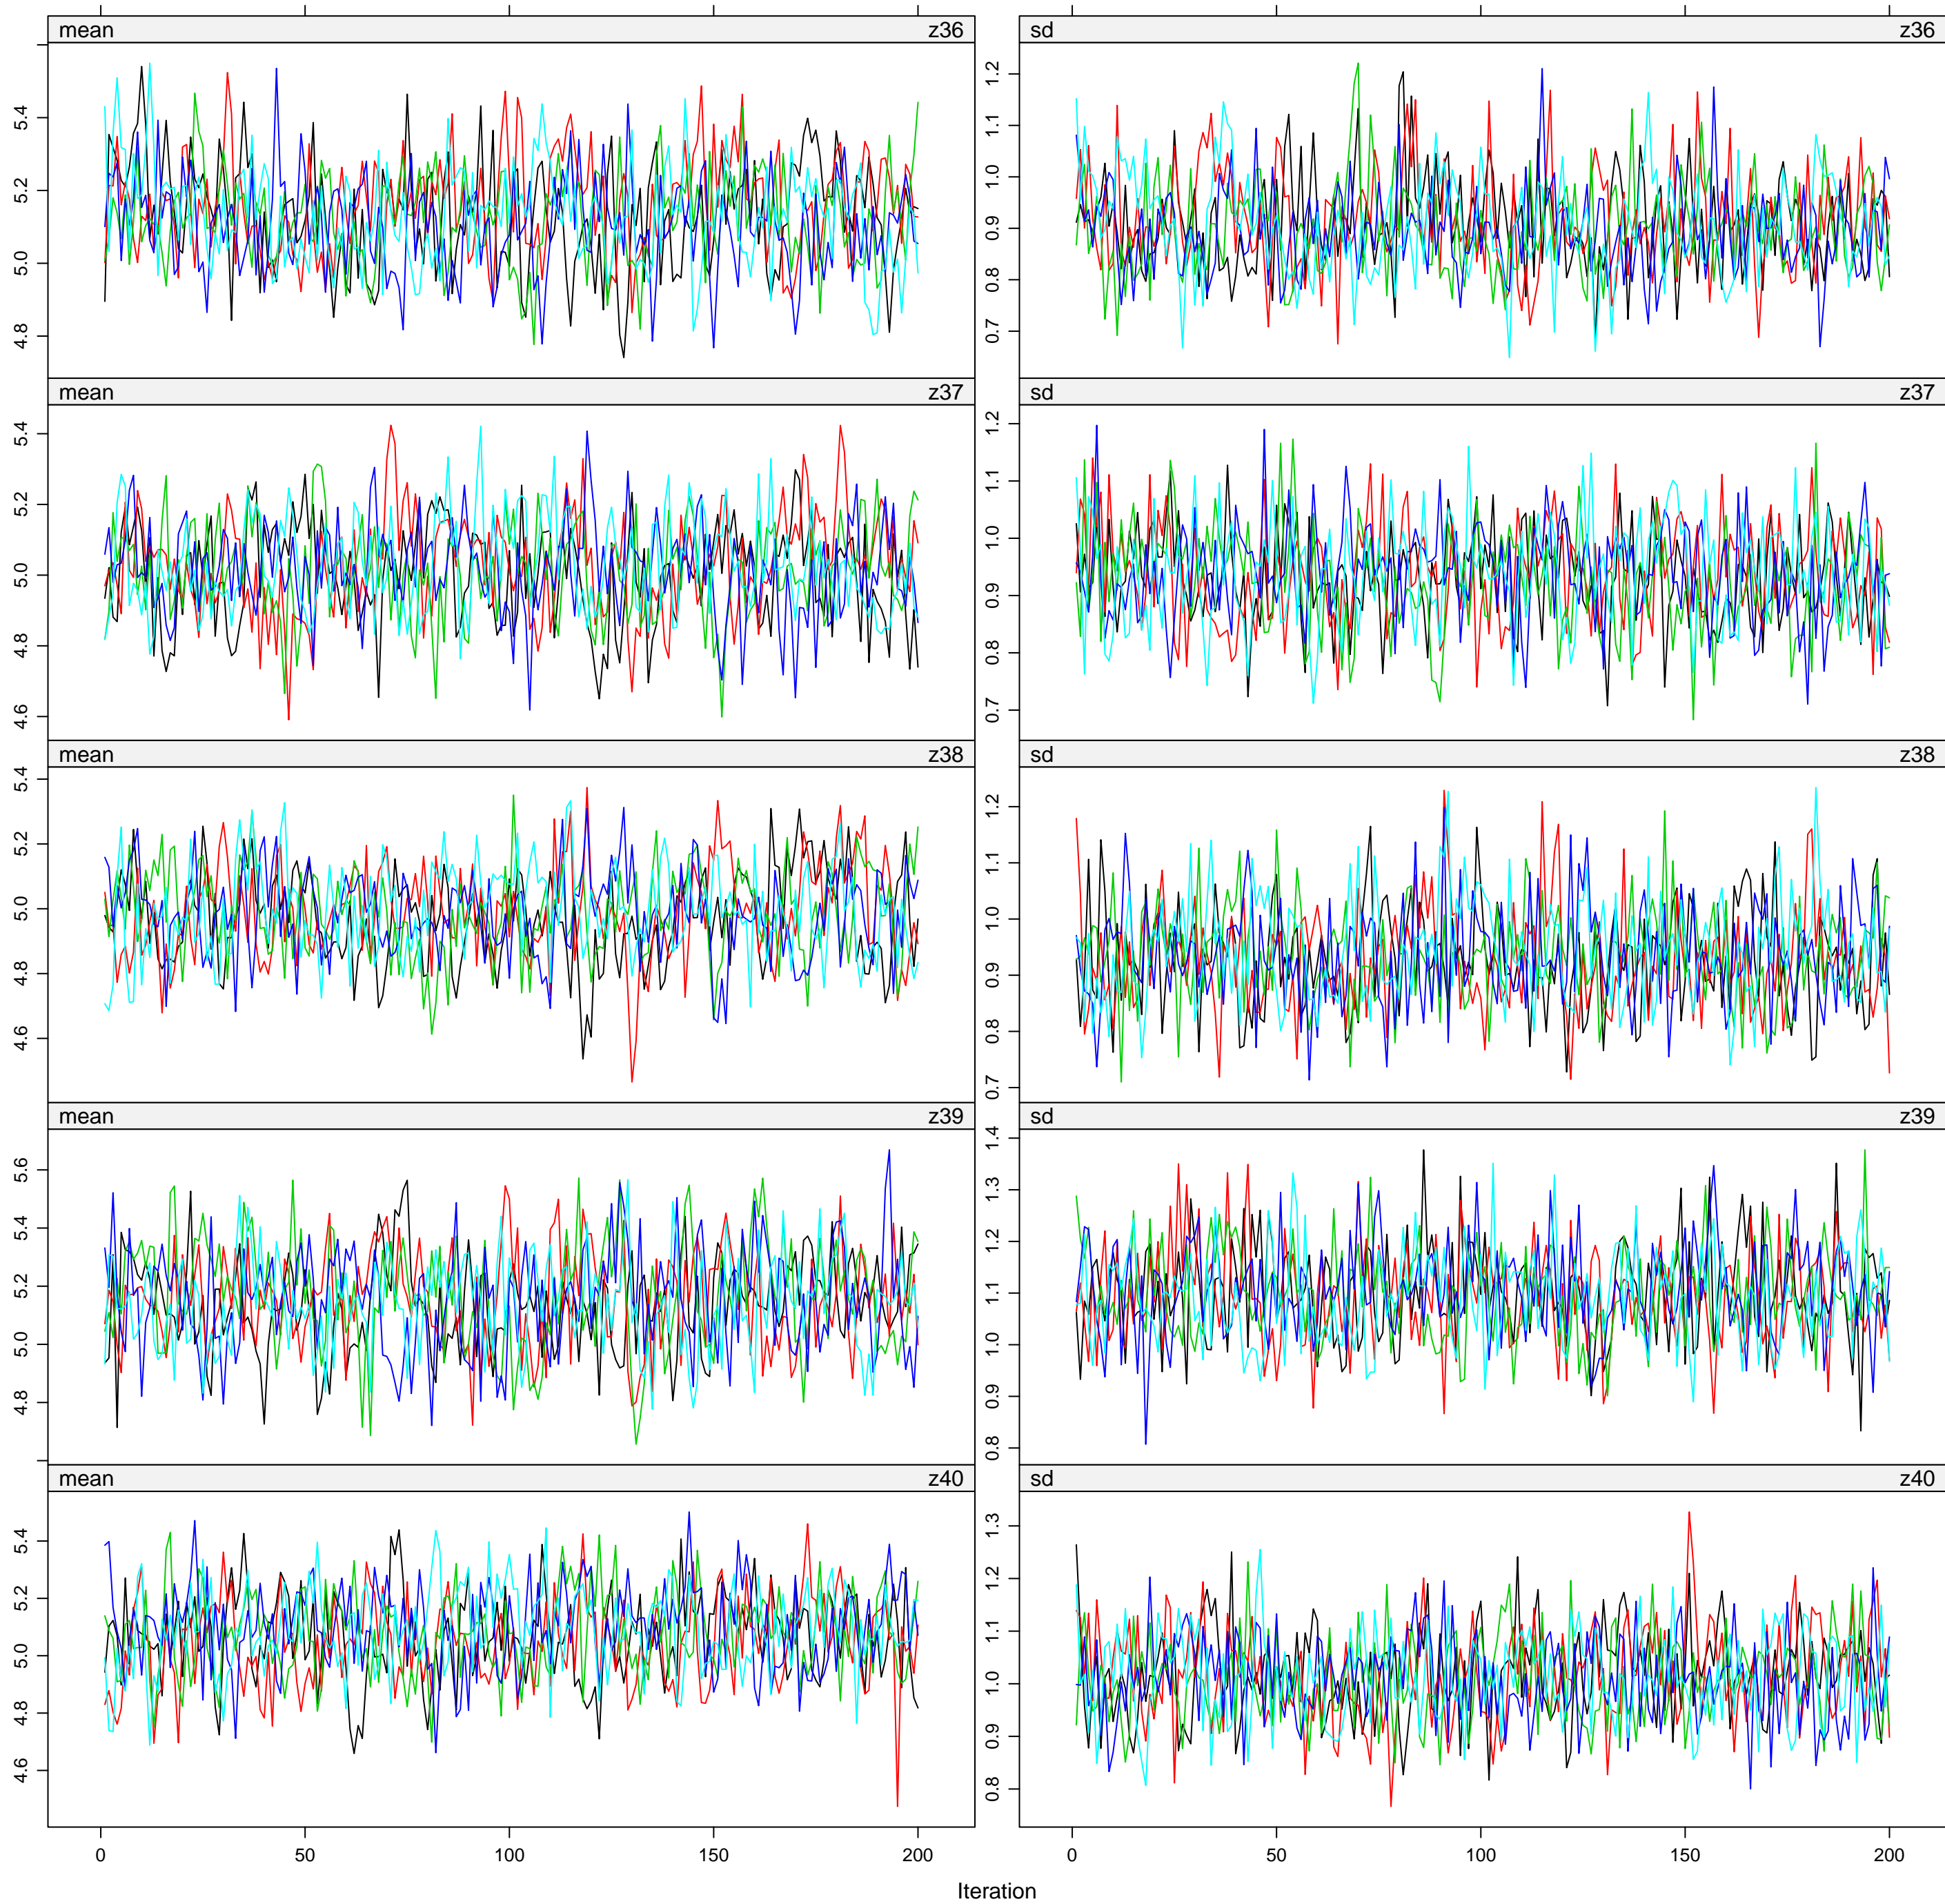 mean z36 sd z36
4.8 5.0 5.2 5.4
0.7 0.8 0.9 1.0 1.1 1.2
mean z37 sd z37
4.6 4.8 5.0 5.2 5.4
0.7 0.8 0.9 1.0 1.1 1.2
mean z38 sd z38
4.6 4.8 5.0 5.2 5.4
0.7 0.8 0.9 1.0 1.1 1.2
mean z39 sd z39
4.8 5.0 5.2 5.4 5.6
0.8 0.9 1.0 1.1 1.2 1.3 1.4
mean z40 sd z40
4.6 4.8 5.0 5.2 5.4
0.8 0.9 1.0 1.1 1.2 1.3
0 50 100 150 200 0 50 100 150 200
Iteration